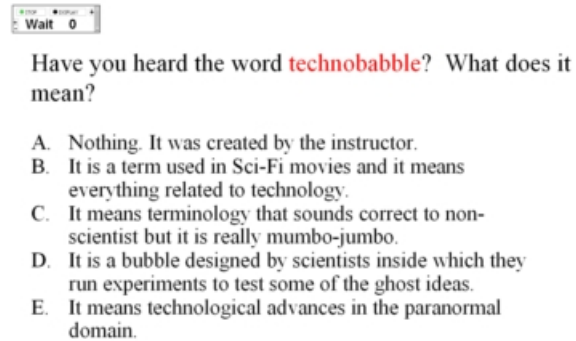 Wait 0
Have you heard the word technobabble? What does it
mean?
A. Nothing. It was created by the instructor.
B. It is a term used in Sci-Fi movies and it means
everything related to technology.
C. It means terminology that sounds correct to non-
scientist but it is really mumbo-jumbo.
D. It is a bubble designed by scientists inside which they
run experiments to test some of the ghost ideas.
E. It means technological advances in the paranormal
domain.